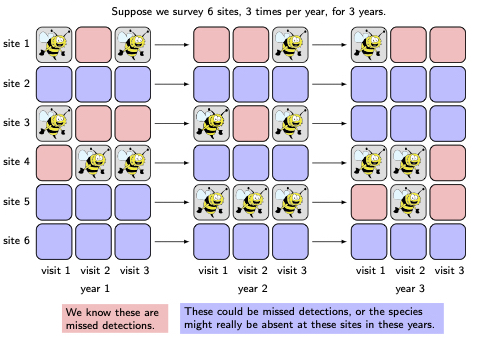 Suppose we survey 6 sites, 3 times per year, for 3 years.
site 1
site 2
site 3
site 4
site 5
site 6
visit 1 visit 2 visit 3 visit 1 visit 2 visit 3 visit 1 visit 2 visit 3
year 1 year 2 year 3
We know these are
missed detections.
These could be missed detections, or the species
might really be absent at these sites in these years.